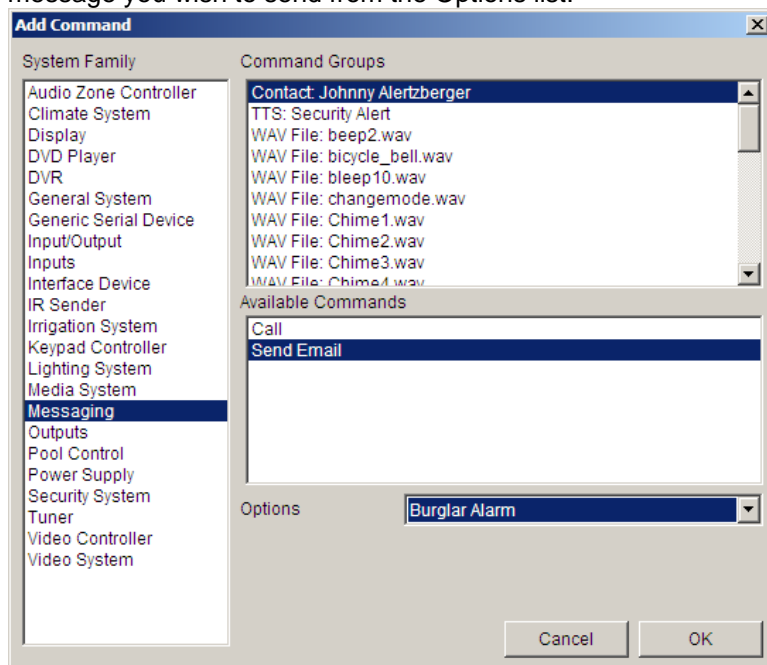 message you wish to send from the Options list.
Add Command
System Family
Audio Zone Controller
Climate System
Display
DVD Player
DVR
General System
Generic Serial Device
Input/Output
Inputs
Interface Device
IR Sender
Irrigation System
Keypad Controller
Lighting System
Media System
Messaging
Outputs
Pool Control
Power Supply
Security System
Tuner
Video Controller
Video System
Command Groups
Contact: Johnny Alertzberger
TTS: Security Alert
WAV File: beep2.wav
WAV File: bicycle_bell.wav
WAV File: bleep10.wav
WAV File: changemode.wav
WAV File: Chime1.wav
WAV File: Chime2.wav
WAV File: Chime3.wav
WAV File: Chime4.wav
Available Commands
Call
Send Email
Options
Burglar Alarm
Cancel
OK